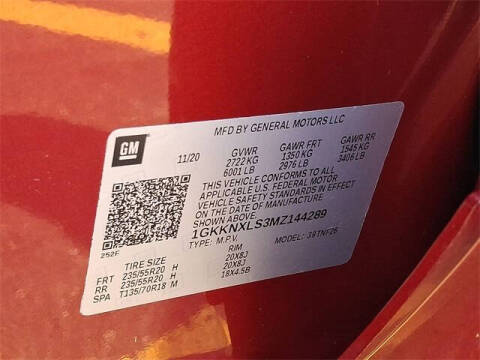 MFD BY GENERAL MOTORS LLC
GM
11/20 GVWR GAWR FRT GAWR RR
2722 KG 1350 KG 1545 KG
6001 LB 2976 LB 3406 LB
THIS VEHICLE CONFORMS TO ALL
APPLICABLE U.S. FEDERAL MOTOR
VEHICLE SAFETY STANDARDS IN EFFECT
ON THE DATE OF MANUFACTURE
SHOWN ABOVE.
1GKKNXLS3MZ144289
TYPE: M.P.V. MODEL:
252F
TIRE SIZE RIM
FRT 235/55R20 H 20X8J
RR 235/55R20 H 20X8J
SPA T135/70R18 M 18X4.5B